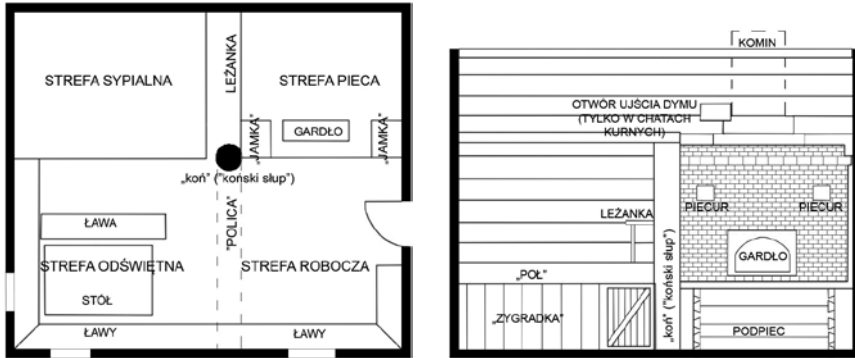 STREFA SYPIALNA
LEŻANKA
STREFA PIECA
„JAMKA"
GARDŁO
„JAMKA"
„koń" ("koński słup")
"POLICA"
ŁAWA
STREFA ODŚWIĘTNA
STREFA ROBOCZA
STÓŁ
ŁAWY
ŁAWY
KOMIN
OTWÓR UJŚCIA DYMU
(TYLKO W CHATACH
KURNYCH)
PIECUR
PIECUR
LEŻANKA
„koń" ("koński słup")
GARDŁO
„POŁ"
„ZYGRADKA"
PODPIEC